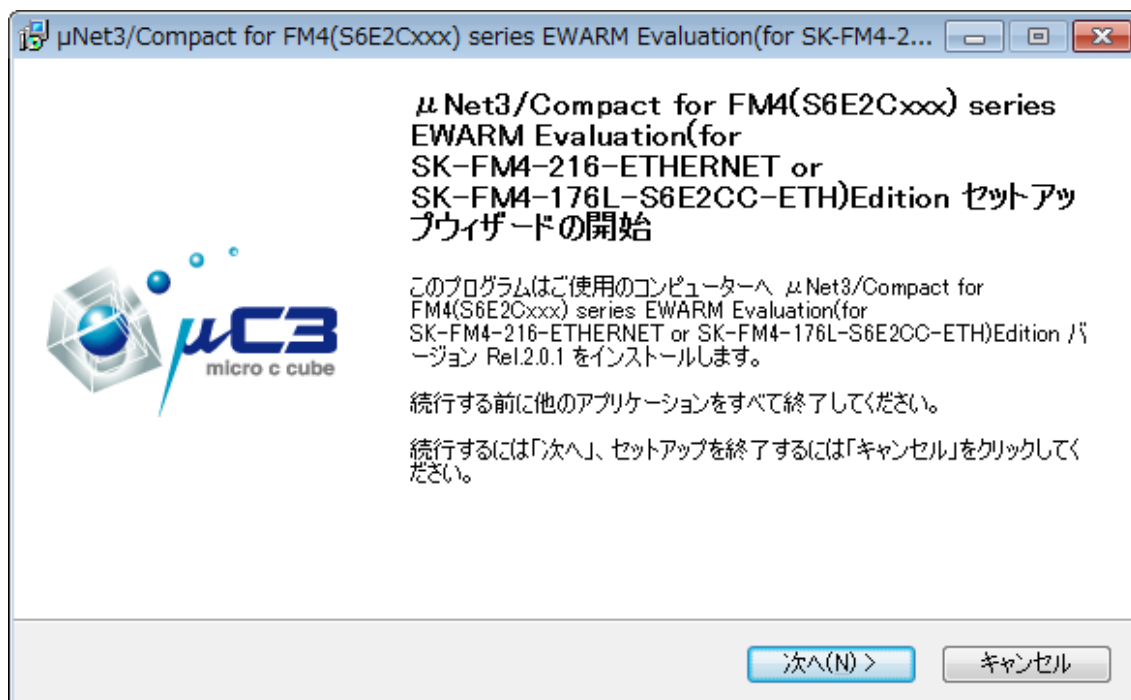 μNet3/Compact for FM4(S6E2Cxxx) series EWARM Evaluation(for SK-FM4-2...
μ Net3/Compact for FM4(S6E2Cxxx) series
EWARM Evaluation(for
SK-FM4-216-ETHERNET or
SK-FM4-176L-S6E2CC-ETH)Edition セットアッ
プウィザードの開始
このプログラムはご使用のコンピューターへ μ Net3/Compact for
FM4(S6E2Cxxx) series EWARM Evaluation(for
SK-FM4-216-ETHERNET or SK-FM4-176L-S6E2CC-ETH)Edition バ
ージョン Rel.2.0.1 をインストールします。
μC3
micro c cube
続行する前に他のアプリケーションをすべて終了してください。
続行するには「次へ」、セットアップを終了するには「キャンセル」をクリックしてく
ださい。
次へ(N) >
キャンセル